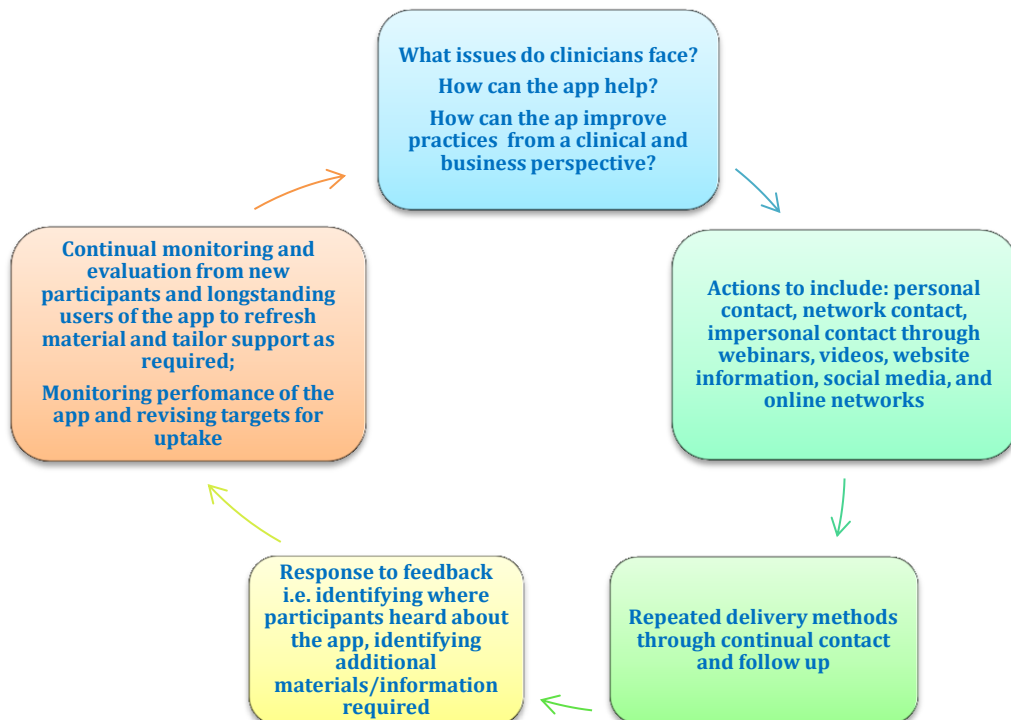 What issues do clinicians face?
How can the app help?
How can the ap improve
practices from a clinical and
business perspective?
Actions to include: personal
contact, network contact,
impersonal contact through
webinars, videos, website
information, social media, and
online networks
Repeated delivery methods
through continual contact
and follow up
Response to feedback
i.e. identifying where
participants heard about
the app, identifying
additional
materials/information
required
Continual monitoring and
evaluation from new
participants and longstanding
users of the app to refresh
material and tailor support as
required;
Monitoring perfomance of the
app and revising targets for
uptake